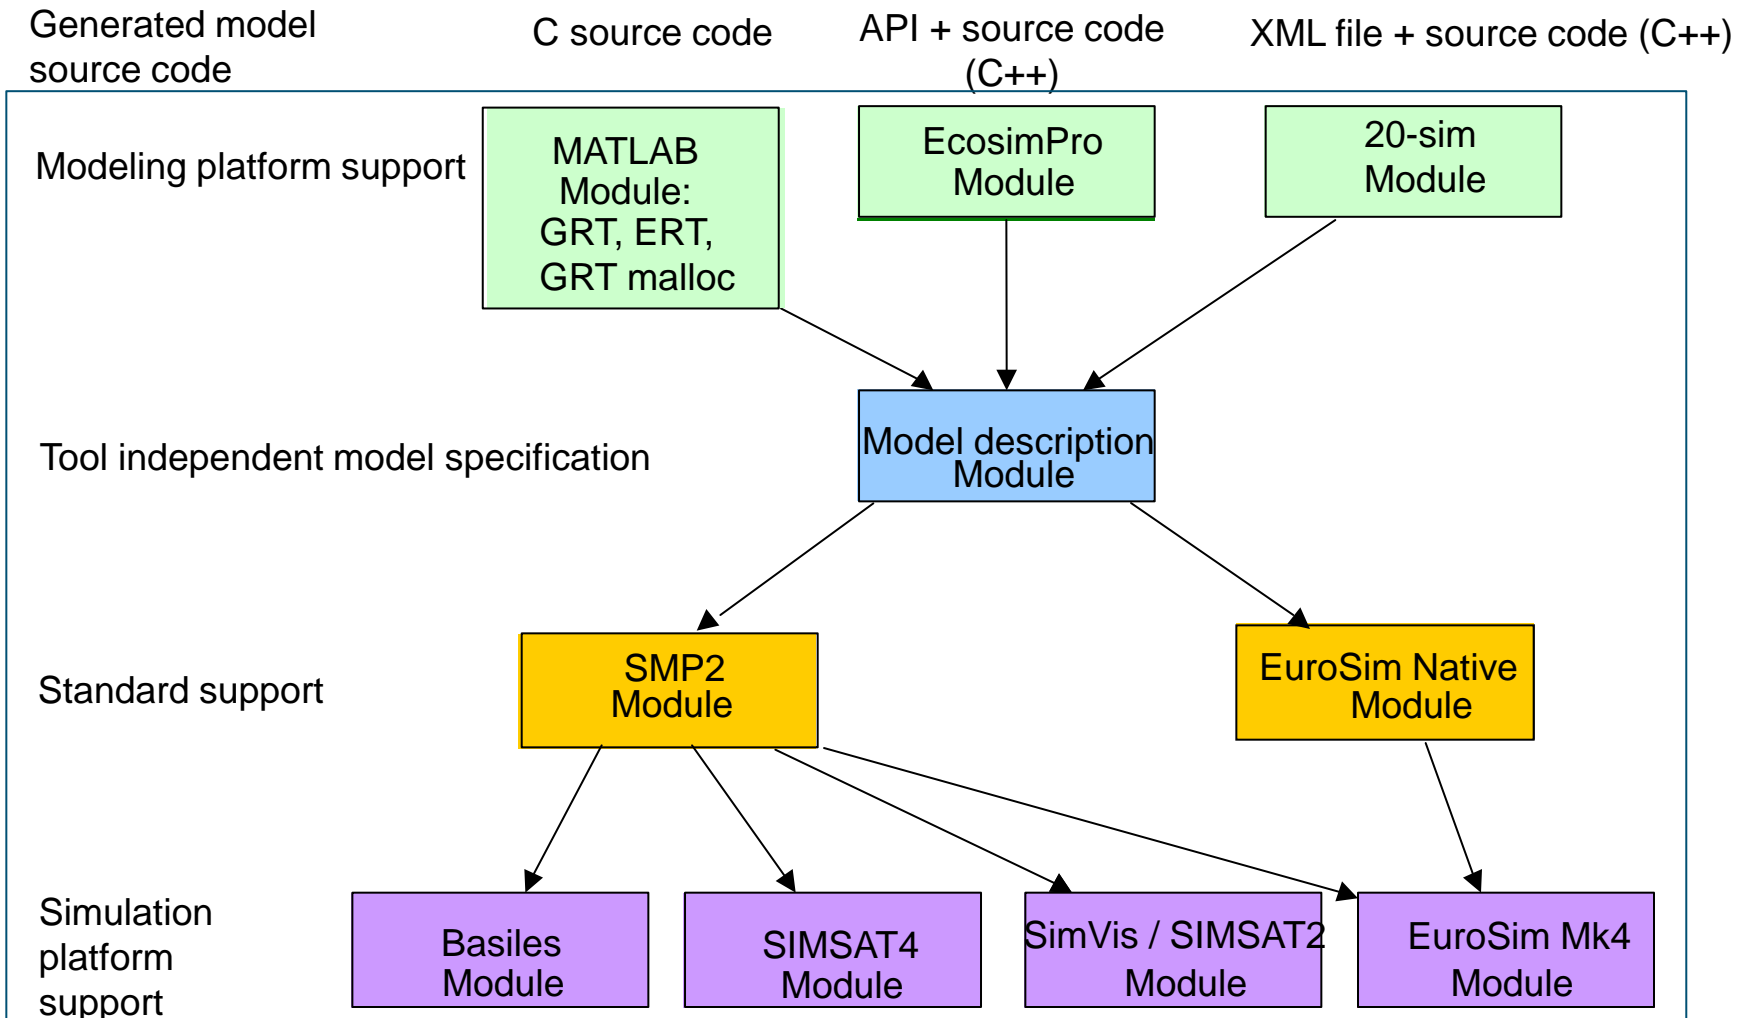 Generated model
source code
C source code
API + source code
(C++)
XML file + source code (C++)
Modeling platform support
MATLAB
Module:
GRT, ERT,
GRT malloc
EcosimPro
Module
20-sim
Module
Tool independent model specification
Model description
Module
Standard support
SMP2
Module
EuroSim Native
Module
Simulation
platform
support
Basiles
Module
SIMSAT4
Module
SimVis / SIMSAT2
Module
EuroSim Mk4
Module